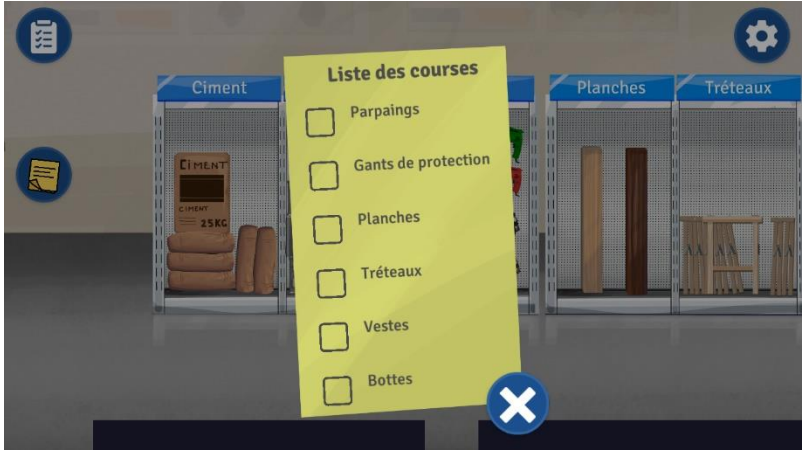 Liste des courses
Parpaings
Gants de protection
Planches
Tréteaux
Vestes
Bottes
Ciment
Planches
Tréteaux
CIMENT
CIMENT
25KG